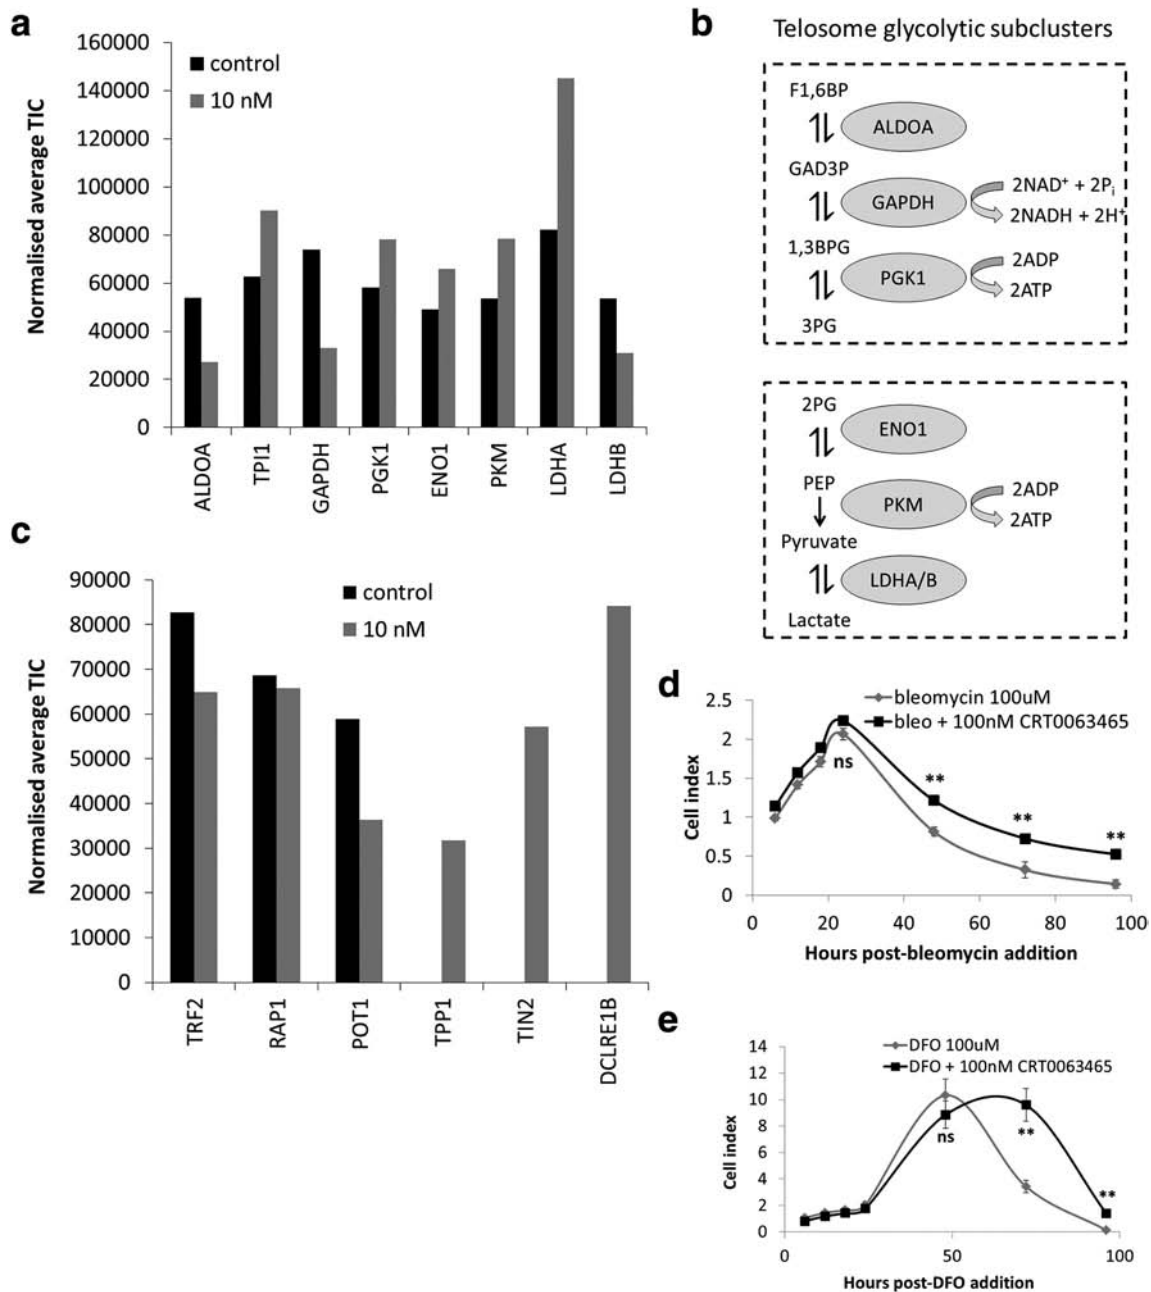 a
160000
140000
120000
100000
80000
60000
40000
20000
0
Normalised average TIC
control
10 nM
ALDOA
TPI1
GAPDH
PGK1
ENO1
PKM
LDHA
LDHB
b
Telosome glycolytic subclusters
F1,6BP
ALDOA
GAD3P
GAPDH
2NAD⁺ + 2Pᵢ
2NADH + 2H⁺
1,3BPG
PGK1
2ADP
2ATP
3PG
2PG
ENO1
PEP
PKM
2ADP
2ATP
Pyruvate
LDHA/B
Lactate
c
90000
80000
70000
60000
50000
40000
30000
20000
10000
0
Normalised average TIC
control
10 nM
TRF2
RAP1
POT1
TPP1
TIN2
DCLRE1B
d
2.5
2
1.5
1
0.5
0
Cell index
bleomycin 100uM
bleo + 100nM CRT0063465
ns
**
**
**
0 20 40 60 80 100
Hours post-bleomycin addition
e
14
12
10
8
6
4
2
0
Cell index
DFO 100uM
DFO + 100nM CRT0063465
ns
**
**
0 50 100
Hours post-DFO addition